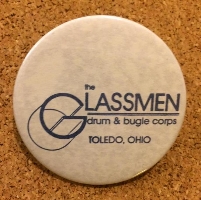 the
GLASSMEN
drum & bugle corps
TOLEDO, OHIO